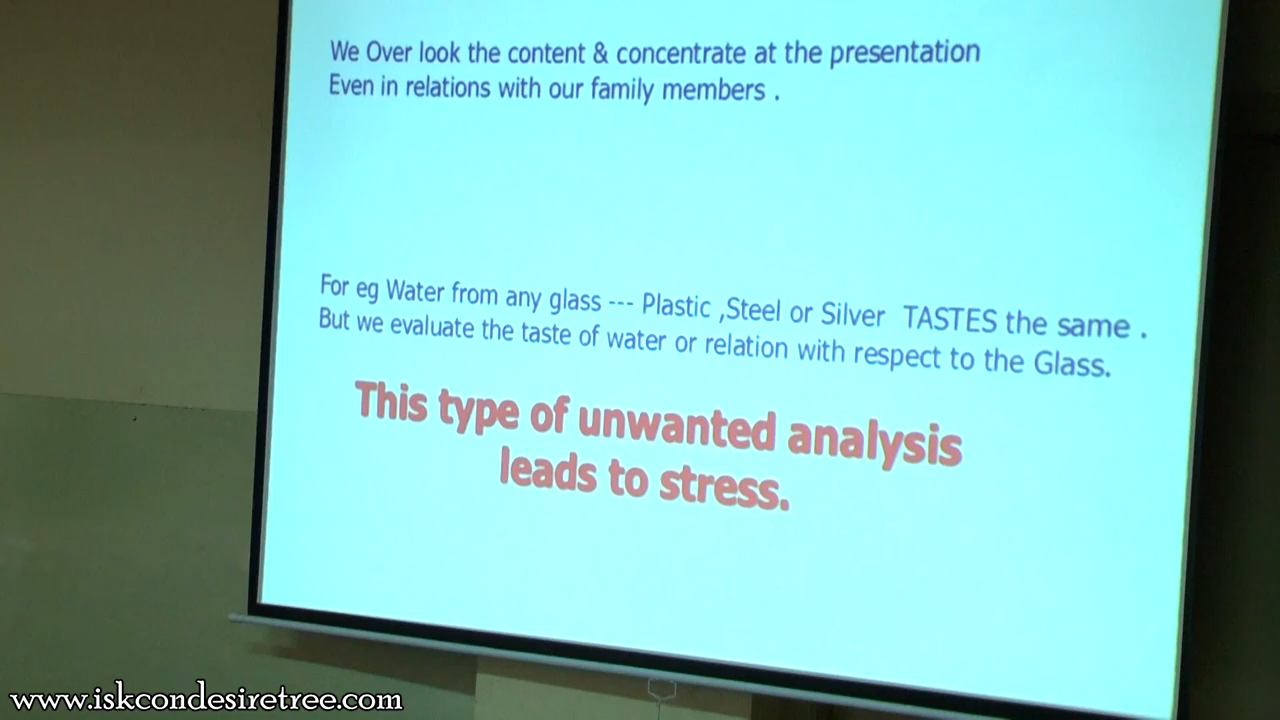 We Over look the content & concentrate at the presentation
Even in relations with our family members .
For eg Water from any glass --- Plastic ,Steel or Silver TASTES the same .
But we evaluate the taste of water or relation with respect to the Glass.
This type of unwanted analysis
leads to stress.
www.iskcondesiretree.com